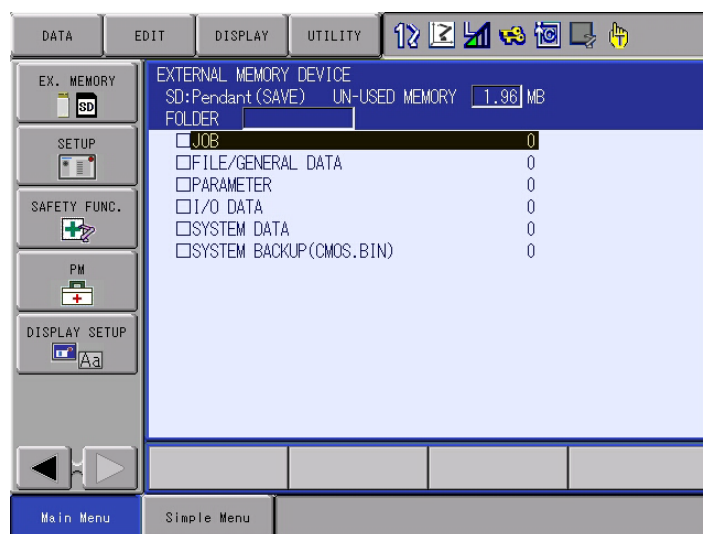 DATA EDIT DISPLAY UTILITY
EX. MEMORY
SD
SETUP
SAFETY FUNC.
PM
DISPLAY SETUP
Aa
EXTERNAL MEMORY DEVICE
SD:Pendant(SAVE) UN-USED MEMORY 1.96 MB
FOLDER
JOB 0
FILE/GENERAL DATA 0
PARAMETER 0
I/O DATA 0
SYSTEM DATA 0
SYSTEM BACKUP(CMOS.BIN) 0
Main Menu Simple Menu